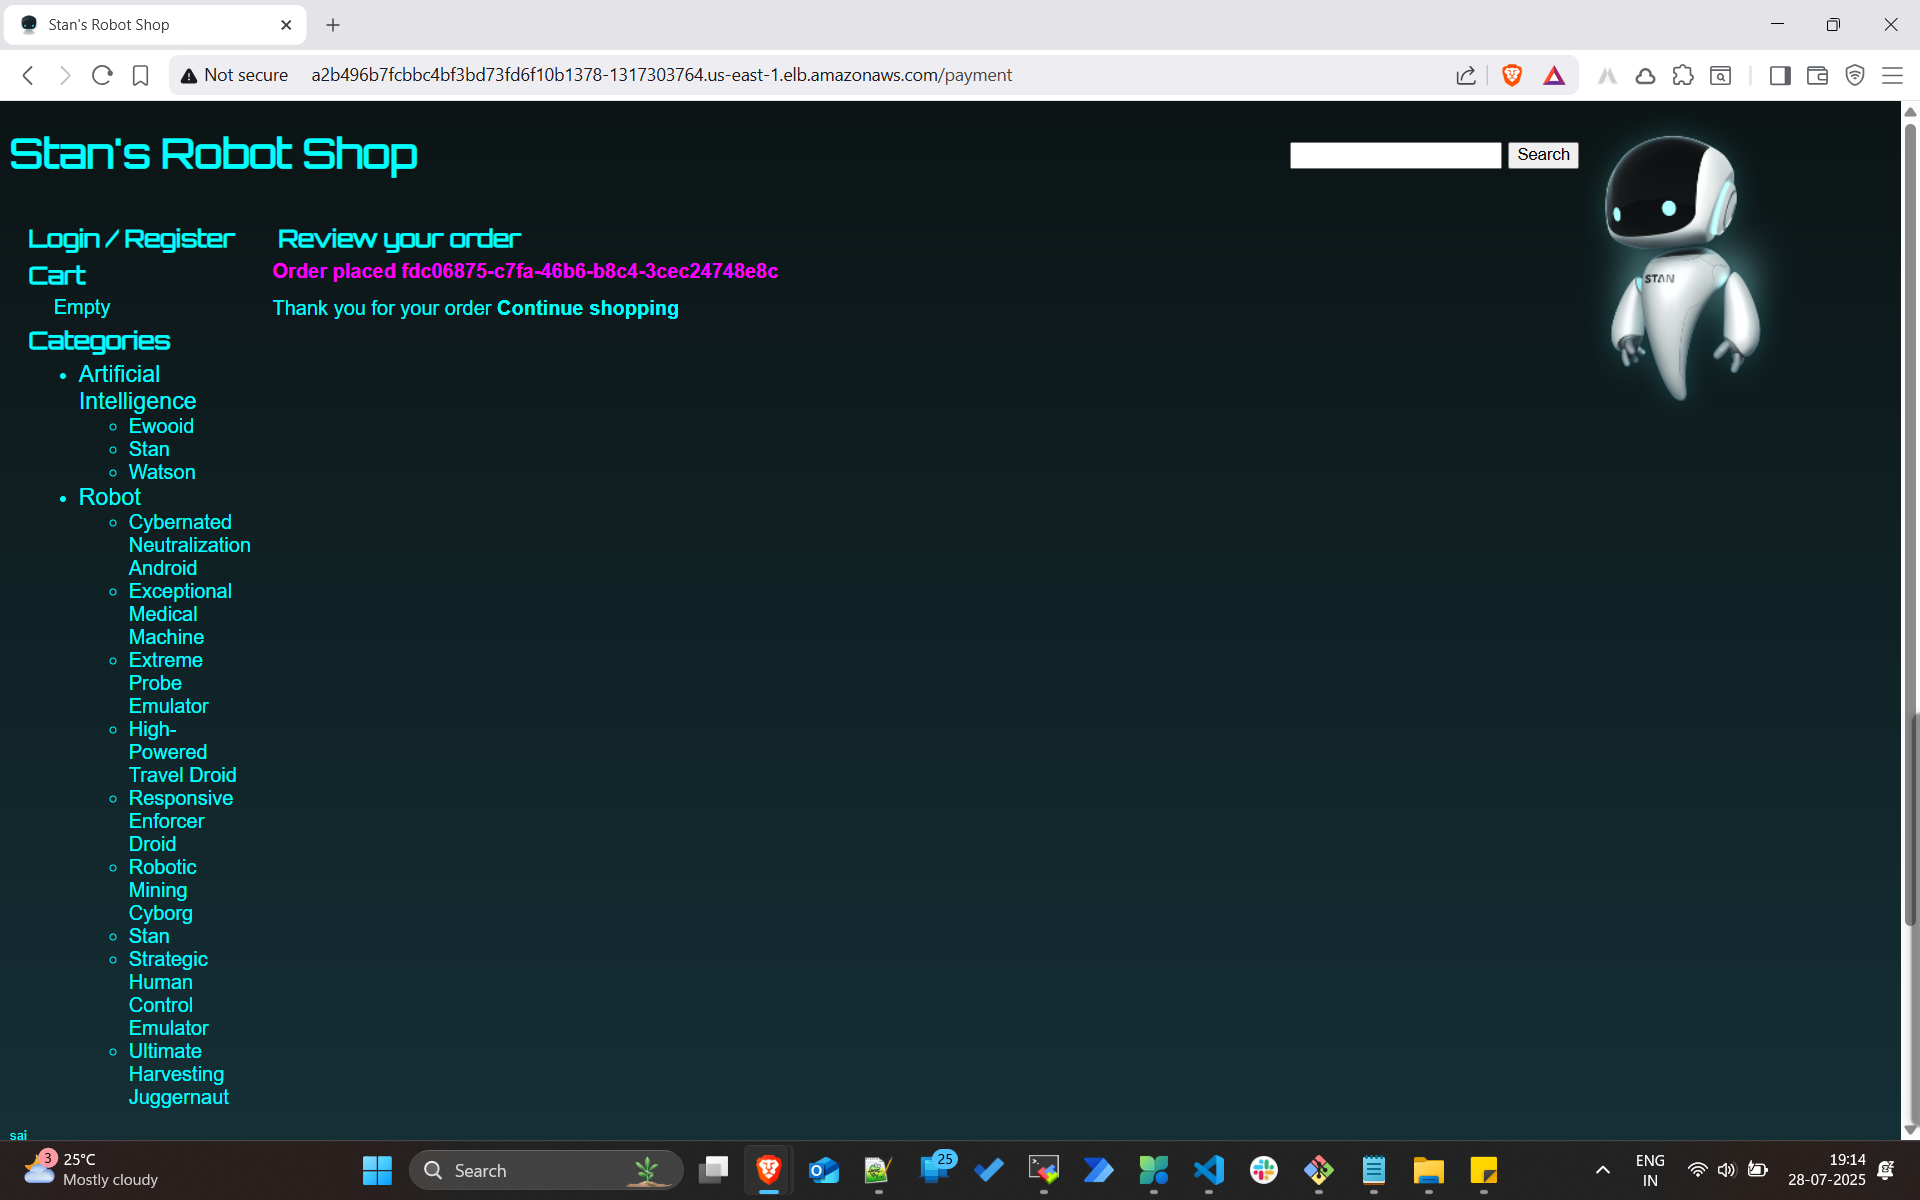 Stan's Robot Shop
Not secure
a2b496b7fcbbc4bf3bd73fd6f10b1378-1317303764.us-east-1.elb.amazonaws.com/payment
Stan's Robot Shop
Search
STAN
Login / Register
Cart
Empty
Categories
Artificial
Intelligence
Ewooid
Stan
Watson
Robot
Cybernated
Neutralization
Android
Exceptional
Medical
Machine
Extreme
Probe
Emulator
High-
Powered
Travel Droid
Responsive
Enforcer
Droid
Robotic
Mining
Cyborg
Stan
Strategic
Human
Control
Emulator
Ultimate
Harvesting
Juggernaut
sai
Review your order
Order placed fdc06875-c7fa-46b6-b8c4-3cec24748e8c
Thank you for your order Continue shopping
3
25°C
Mostly cloudy
Search
25
ENG
IN
19:14
28-07-2025